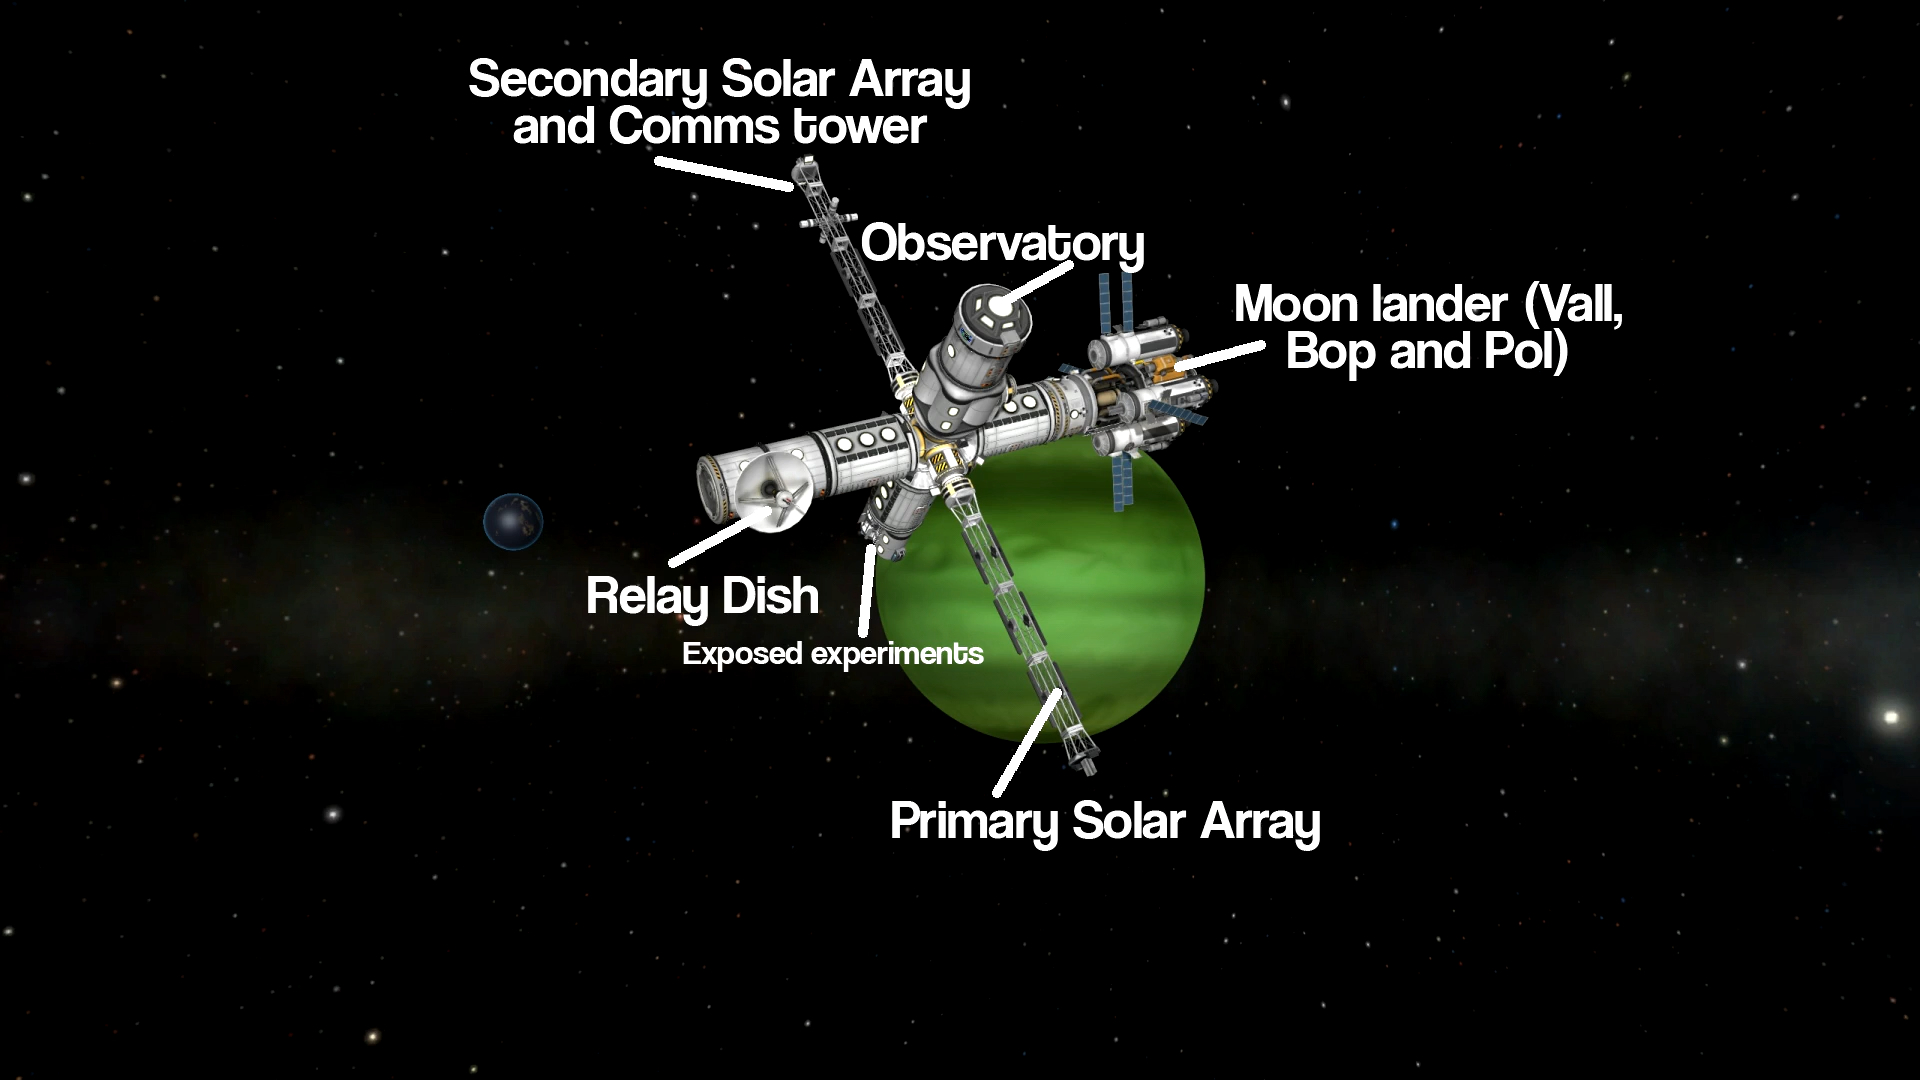 Secondary Solar Array
and Comms tower
Observatory
Moon lander (Vall,
Bop and Pol)
Relay Dish
Exposed experiments
Primary Solar Array